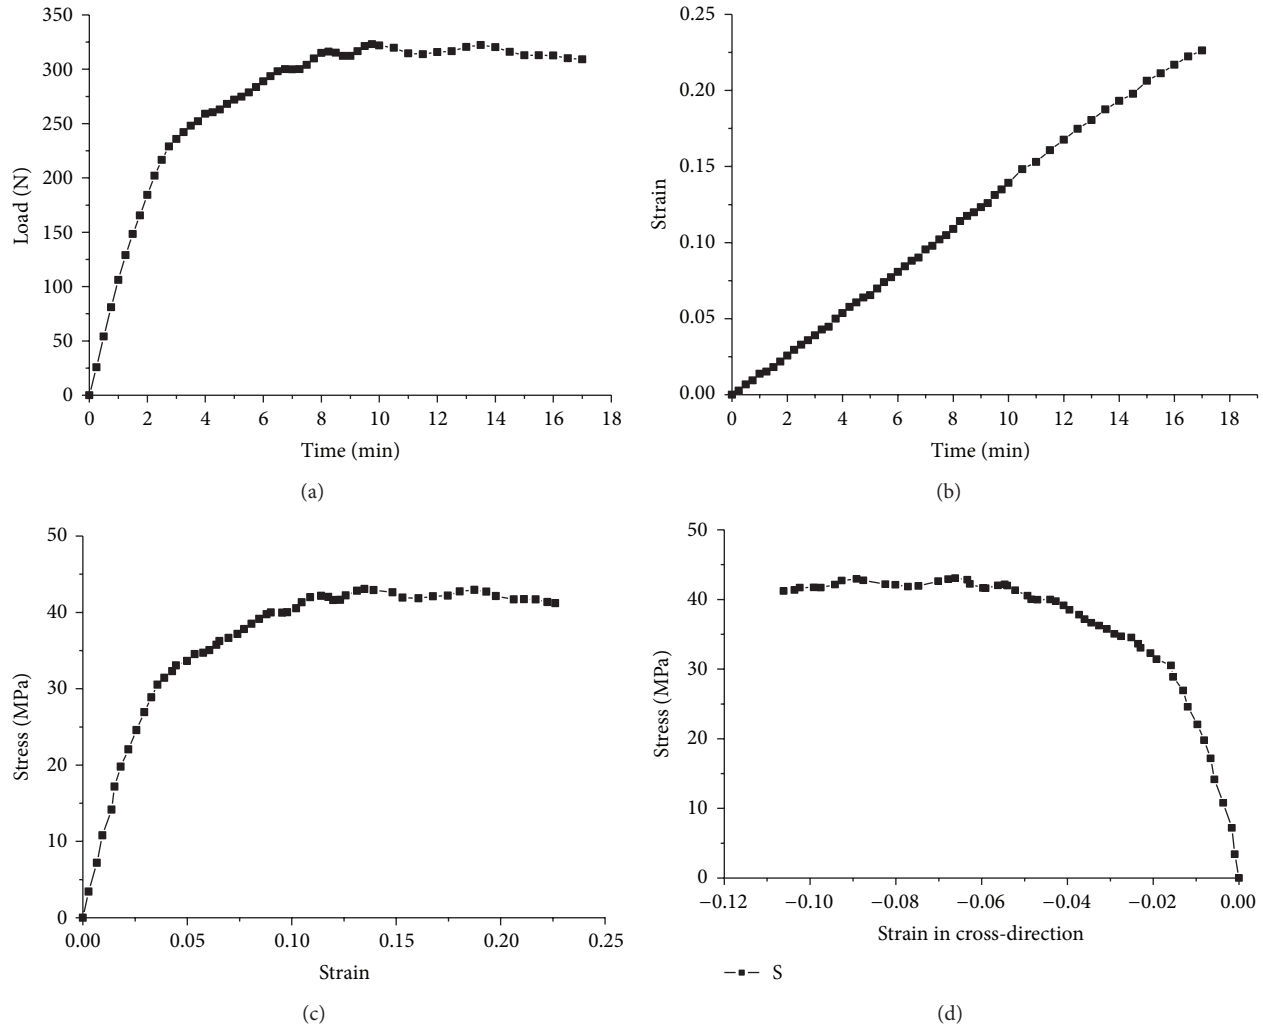 350
300
250
200
150
100
50
0
Load (N)
0 2 4 6 8 10 12 14 16 18
Time (min)
(a)
0.25
0.20
0.15
0.10
0.05
0.00
Strain
0 2 4 6 8 10 12 14 16 18
Time (min)
(b)
50
40
30
20
10
0
Stress (MPa)
0.00 0.05 0.10 0.15 0.20 0.25
Strain
(c)
50
40
30
20
10
0
Stress (MPa)
−0.12 −0.10 −0.08 −0.06 −0.04 −0.02 0.00
Strain in cross-direction
S
(d)